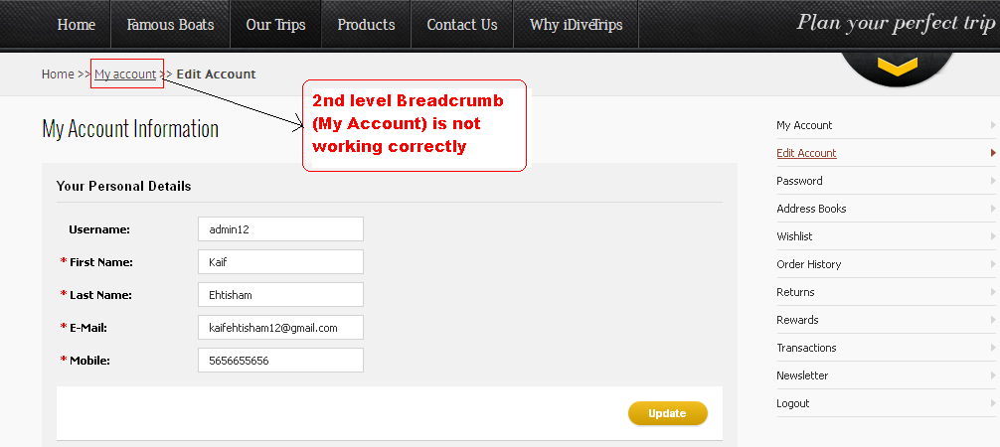 Home Famous Boats Our Trips Products Contact Us Why iDiveTrips Plan your perfect trip
Home >> My account >> Edit Account
2nd level Breadcrumb
(My Account) is not
working correctly
My Account Information
Your Personal Details
Username: admin12
* First Name: Kaif
* Last Name: Ehtisham
* E-Mail: kaifehtisham12@gmail.com
* Mobile: 5656655656
Update
My Account
Edit Account
Password
Address Books
Wishlist
Order History
Returns
Rewards
Transactions
Newsletter
Logout